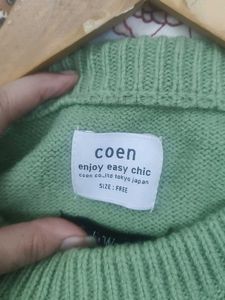 coen
enjoy easy chic
coen co.,ltd tokyo japan
SIZE : FREE